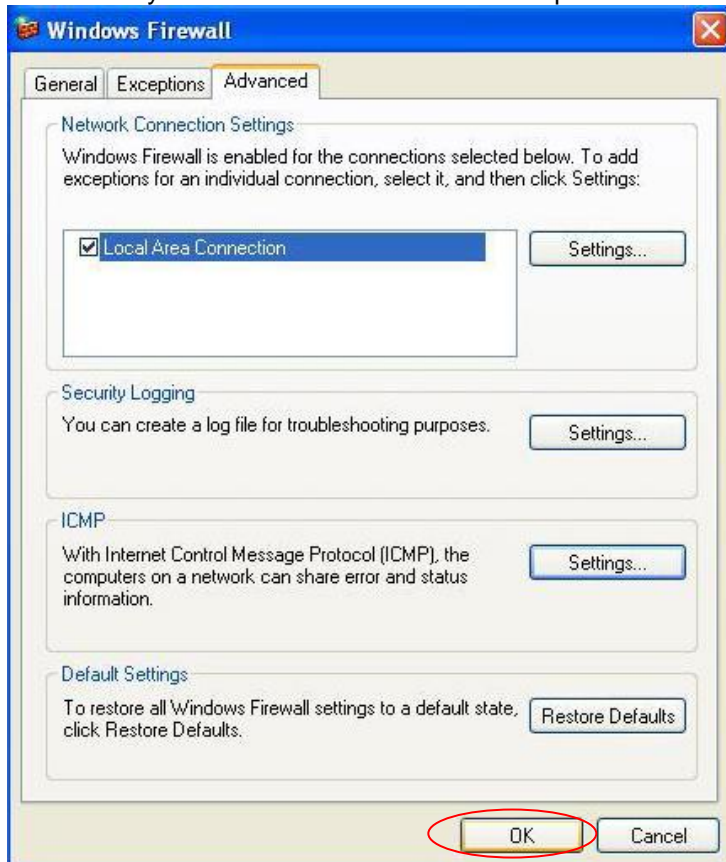 Windows Firewall
General Exceptions Advanced
Network Connection Settings
Windows Firewall is enabled for the connections selected below. To add
exceptions for an individual connection, select it, and then click Settings:
Local Area Connection
Settings...
Security Logging
You can create a log file for troubleshooting purposes.
Settings...
ICMP
With Internet Control Message Protocol (ICMP), the
computers on a network can share error and status
information.
Settings...
Default Settings
To restore all Windows Firewall settings to a default state,
click Restore Defaults.
Restore Defaults
OK Cancel